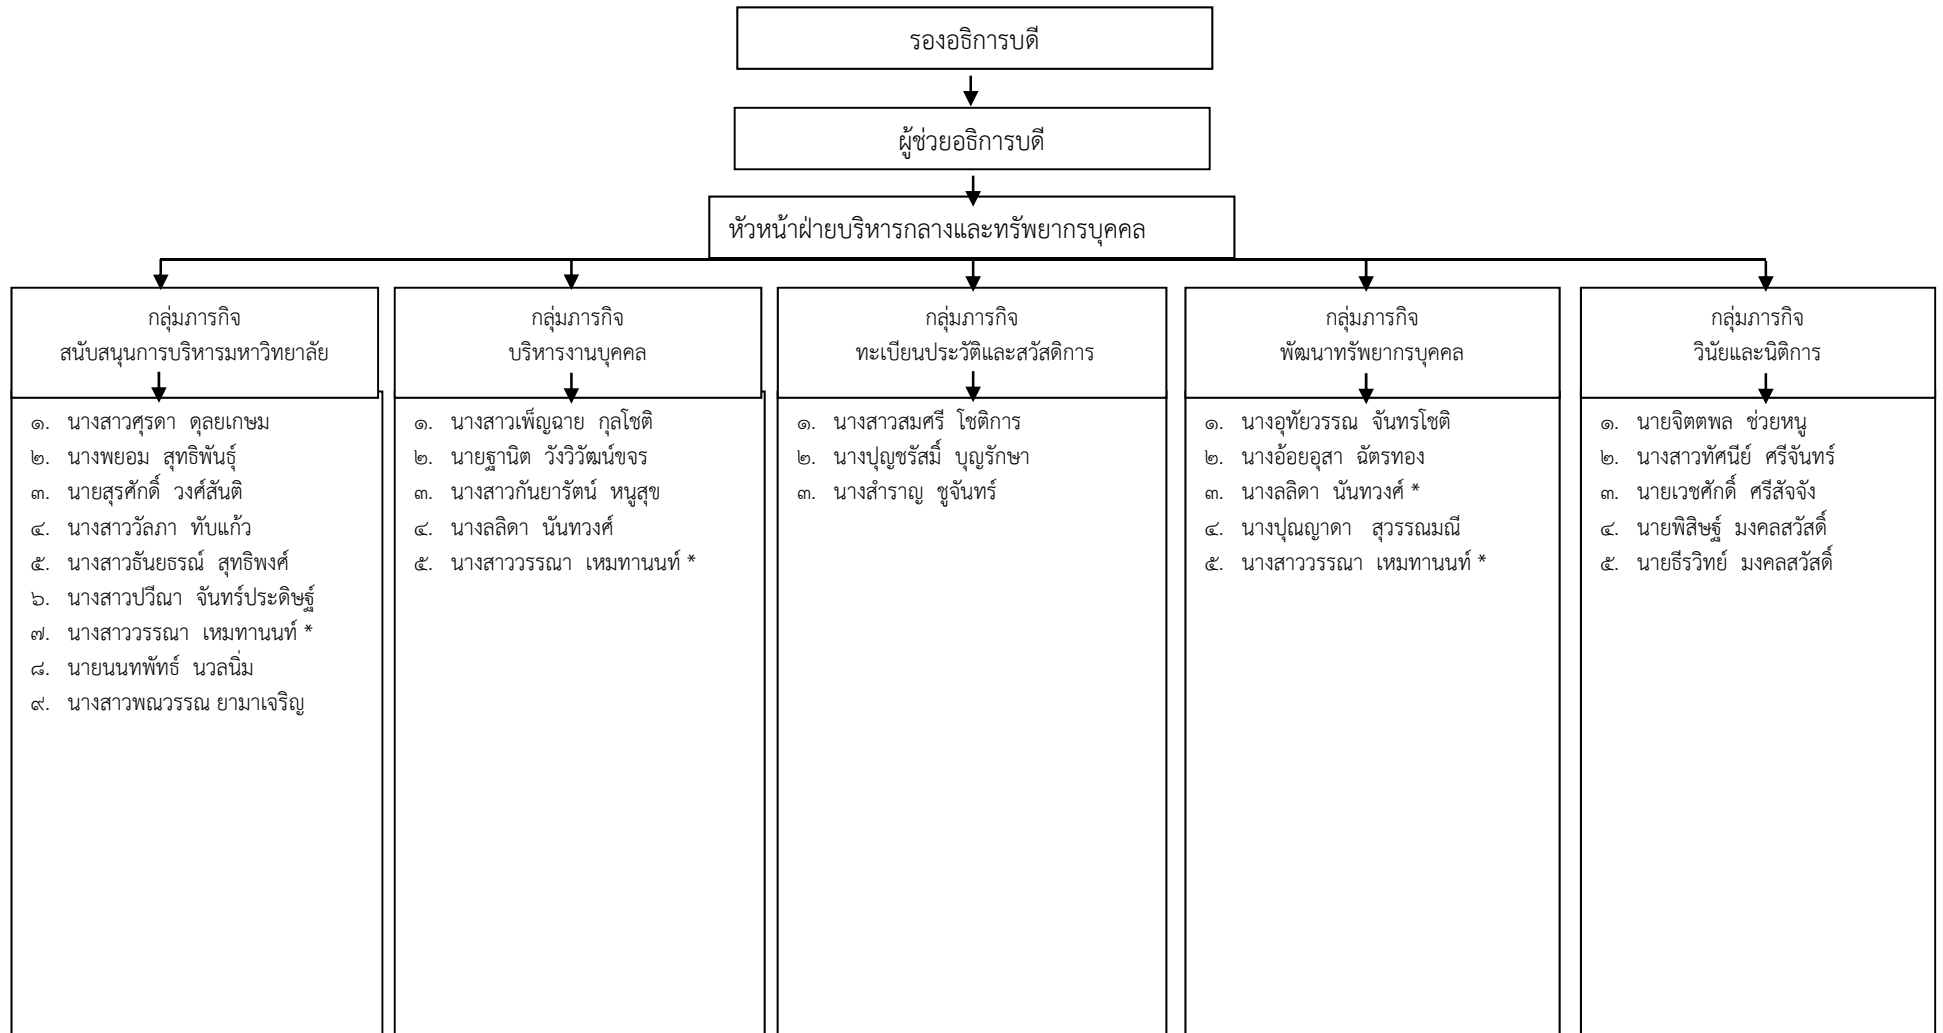 รองอธิการบดี
ผู้ช่วยอธิการบดี
หัวหน้าฝ่ายบริหารกลางและทรัพยากรบุคคล
กลุ่มภารกิจ
สนับสนุนการบริหารมหาวิทยาลัย
๑. นางสาวศุรดา ดุลยเกษม
๒. นางพยอม สุทธิพันธุ์
๓. นายสุรศักดิ์ วงศ์สันติ
๔. นางสาววัลภา ทับแก้ว
๕. นางสาวธันยธรณ์ สุทธิพงศ์
๖. นางสาวปวีณา จันทร์ประดิษฐ์
๗. นางสาววรรณา เหมทานนท์ *
๘. นายนนทพัทธ์ นวลนิ่ม
๙. นางสาวพณวรรณ ยามาเจริญ
กลุ่มภารกิจ
บริหารงานบุคคล
๑. นางสาวเพ็ญฉาย กุลโชติ
๒. นายฐานิต วังวิวัฒน์ขจร
๓. นางสาวกันยารัตน์ หนูสุข
๔. นางลลิดา นันทวงศ์
๕. นางสาววรรณา เหมทานนท์ *
กลุ่มภารกิจ
ทะเบียนประวัติและสวัสดิการ
๑. นางสาวสมศรี โชติการ
๒. นางปุญชรัสมิ์ บุญรักษา
๓. นางสำราญ ชูจันทร์
กลุ่มภารกิจ
พัฒนาทรัพยากรบุคคล
๑. นางอุทัยวรรณ จันทรโชติ
๒. นางอ้อยอุสา ฉัตรทอง
๓. นางลลิดา นันทวงศ์ *
๔. นางปุณญาดา สุวรรณมณี
๕. นางสาววรรณา เหมทานนท์ *
กลุ่มภารกิจ
วินัยและนิติการ
๑. นายจิตตพล ช่วยหนู
๒. นางสาวทัศนีย์ ศรีจันทร์
๓. นายเวชศักดิ์ ศรีสัจจัง
๔. นายพิสิษฐ์ มงคลสวัสดิ์
๕. นายธีรวิทย์ มงคลสวัสดิ์